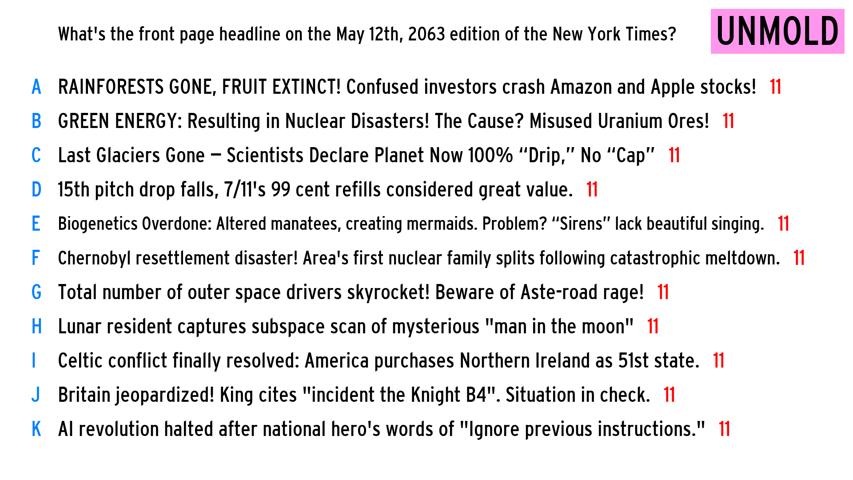 What's the front page headline on the May 12th, 2063 edition of the New York Times?
UNMOLD
A RAINFORESTS GONE, FRUIT EXTINCT! Confused investors crash Amazon and Apple stocks! 11
B GREEN ENERGY: Resulting in Nuclear Disasters! The Cause? Misused Uranium Ores! 11
C Last Glaciers Gone – Scientists Declare Planet Now 100% “Drip,” No “Cap” 11
D 15th pitch drop falls, 7/11's 99 cent refills considered great value. 11
E Biogenetics Overdone: Altered manatees, creating mermaids. Problem? “Sirens” lack beautiful singing. 11
F Chernobyl resettlement disaster! Area's first nuclear family splits following catastrophic meltdown. 11
G Total number of outer space drivers skyrocket! Beware of Aste-road rage! 11
H Lunar resident captures subspace scan of mysterious "man in the moon" 11
I Celtic conflict finally resolved: America purchases Northern Ireland as 51st state. 11
J Britain jeopardized! King cites "incident the Knight B4". Situation in check. 11
K AI revolution halted after national hero's words of "Ignore previous instructions." 11